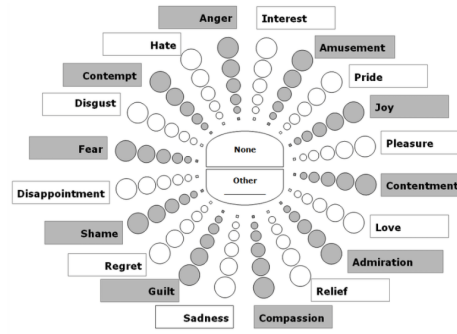 Anger
Interest
Hate
Amusement
Contempt
Pride
Disgust
Joy
Fear
Pleasure
None
Other
Disappointment
Contentment
Shame
Love
Regret
Admiration
Guilt
Relief
Sadness
Compassion